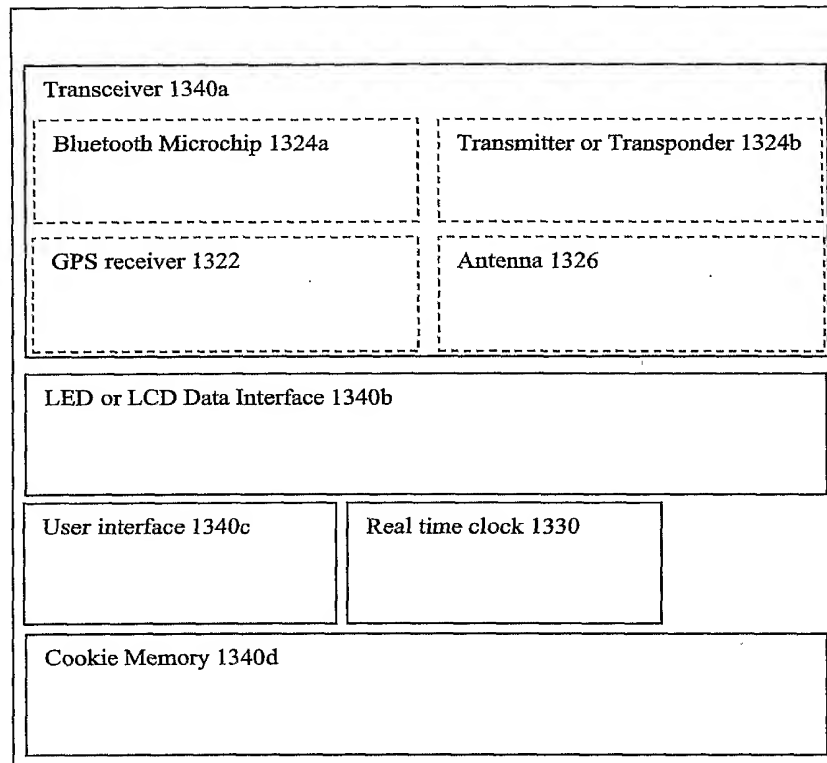 Transceiver 1340a
Bluetooth Microchip 1324a
Transmitter or Transponder 1324b
GPS receiver 1322
Antenna 1326
LED or LCD Data Interface 1340b
User interface 1340c
Real time clock 1330
Cookie Memory 1340d